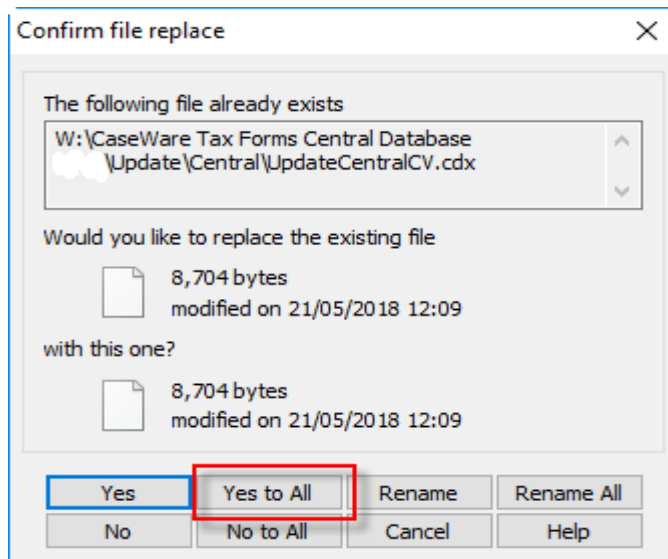 Confirm file replace
The following file already exists
W:\CaseWare Tax Forms Central Database
\Update\Central\UpdateCentralCV.cdx
Would you like to replace the existing file
8,704 bytes
modified on 21/05/2018 12:09
with this one?
8,704 bytes
modified on 21/05/2018 12:09
Yes Yes to All Rename Rename All
No No to All Cancel Help